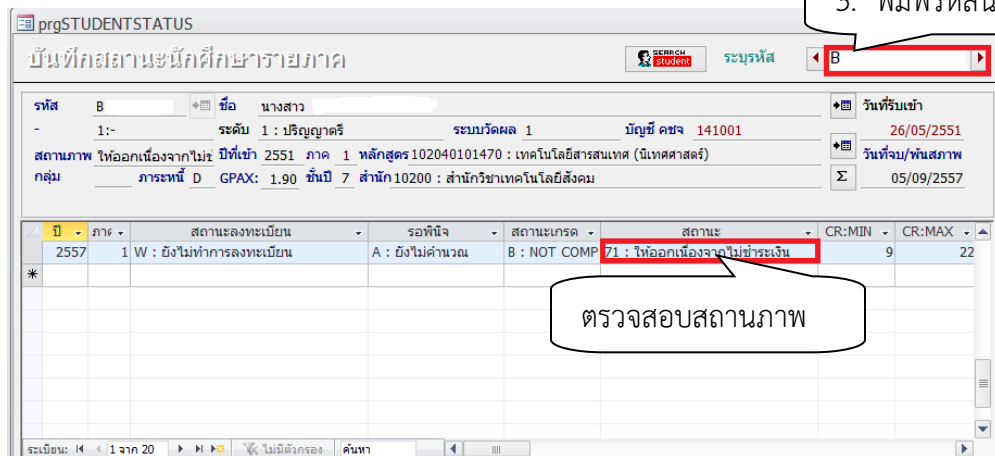 3. พิมพ์รหัสน
prgSTUDENTSTATUS
บันทึกสถานะนักศึกษารายภาค
SEARCH student
ระบุรหัส
B
รหัส B ชื่อ นางสาว วันที่รับเข้า
- 1:- ระดับ 1 : ปริญญาตรี ระบบวัดผล 1 บัญชี คชจ 141001 26/05/2551
สถานภาพ ให้ออกเนื่องจากไม่ช่ ปีที่เข้า 2551 ภาค 1 หลักสูตร 102040101470 : เทคโนโลยีสารสนเทศ (นิเทศศาสตร์) วันที่จบ/พ้นสภาพ
กลุ่ม ภาระหนี้ D GPAX: 1.90 ชั้นปี 7 สำนัก 10200 : สำนักวิชาเทคโนโลยีสังคม Σ 05/09/2557
ปี ภาค สถานะลงทะเบียน รอพินิจ สถานะเกรด สถานะ CR:MIN CR:MAX
2557 1 W : ยังไม่ทำการลงทะเบียน A : ยังไม่คำนวณ B : NOT COMP 71 : ให้ออกเนื่องจากไม่ชำระเงิน 9 22
ตรวจสอบสถานภาพ
ระเบียน: 1 จาก 20 ไม่มีตัวกรอง ค้นหา